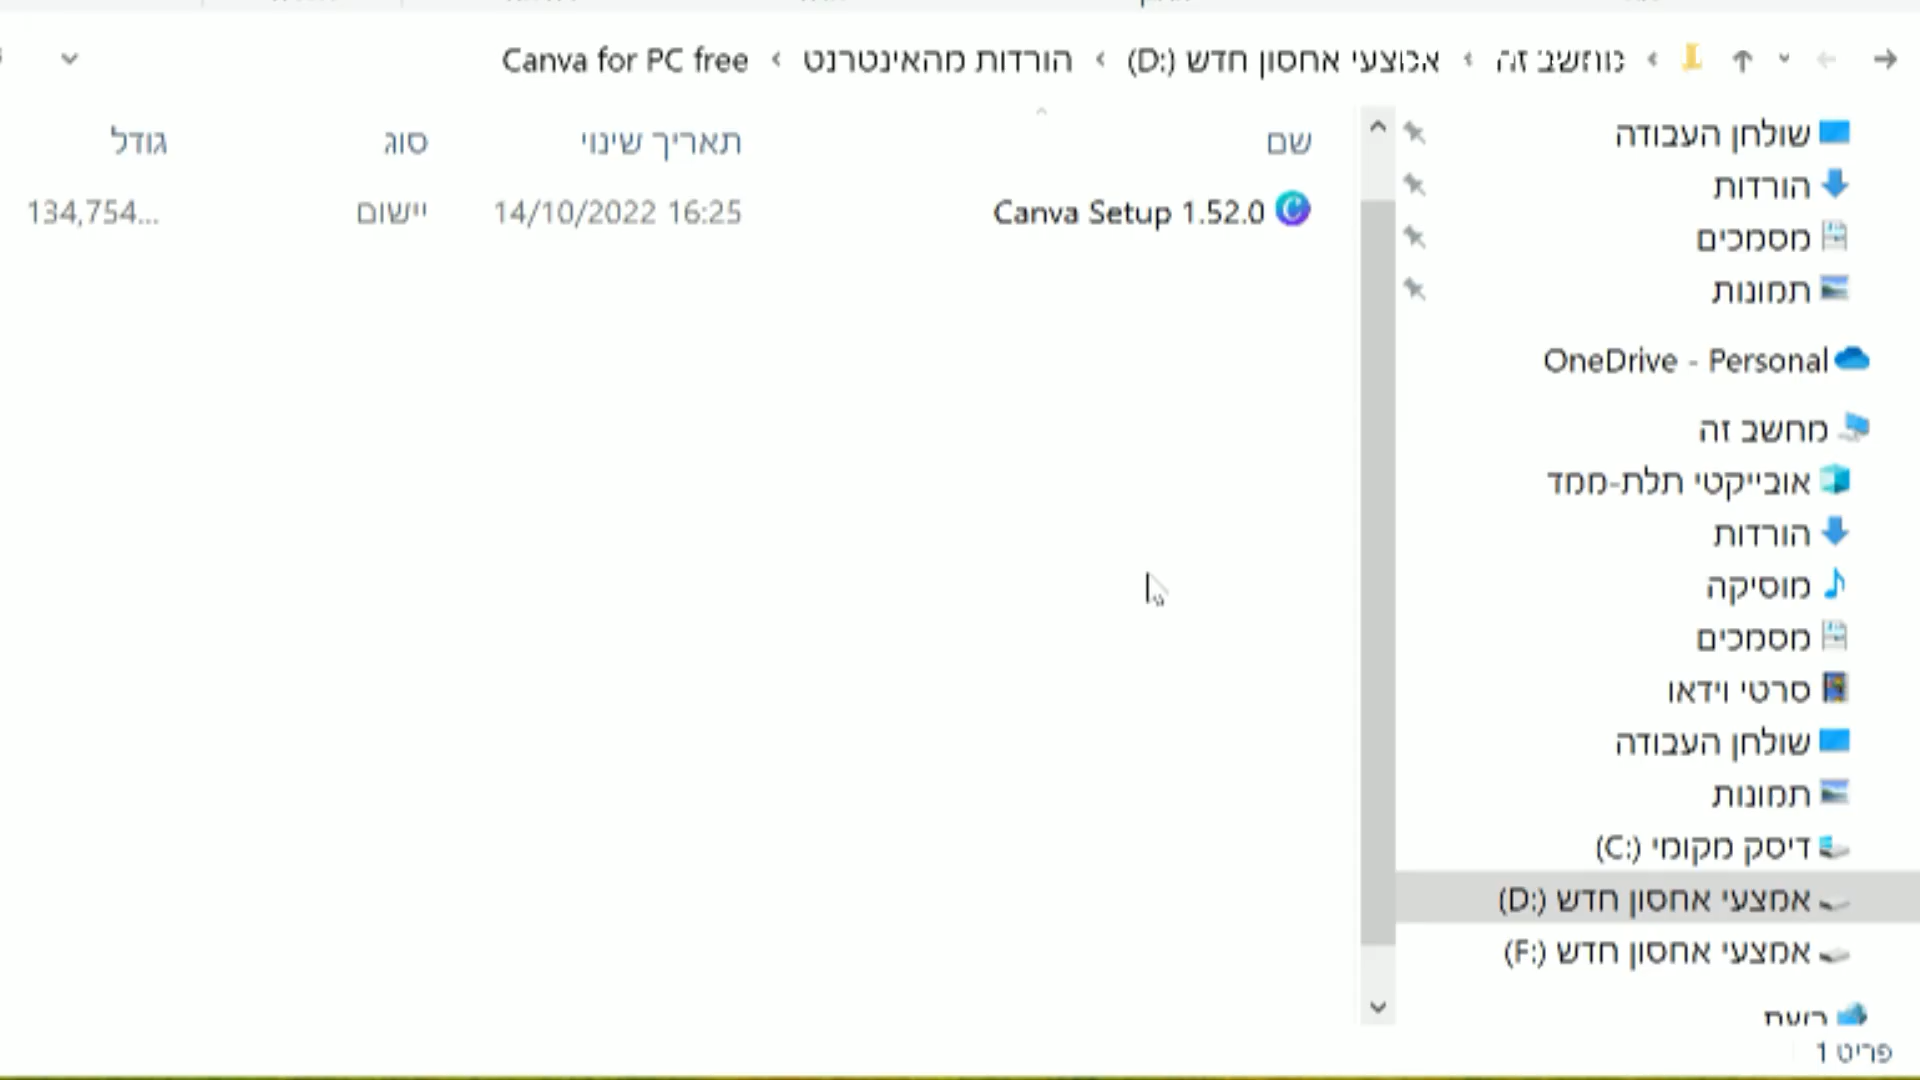 מחשב זה › אמצעי אחסון חדש (D:) › הורדות מהאינטרנט › Canva for PC free
שם תאריך שינוי סוג גודל
Canva Setup 1.52.0 14/10/2022 16:25 יישום 134,754...
שולחן העבודה
הורדות
מסמכים
תמונות
OneDrive - Personal
מחשב זה
אובייקטי תלת-ממד
הורדות
מוסיקה
מסמכים
סרטי וידאו
שולחן העבודה
תמונות
דיסק מקומי (C:)
אמצעי אחסון חדש (D:)
אמצעי אחסון חדש (F:)
רשת
פריט 1